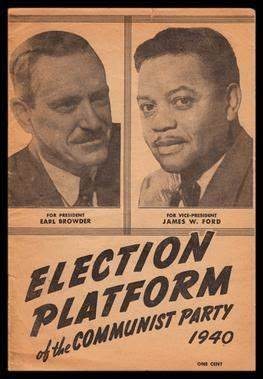 FOR PRESIDENT
EARL BROWDER
FOR VICE-PRESIDENT
JAMES W. FORD
ELECTION
PLATFORM
of the COMMUNIST PARTY
1940
ONE CENT